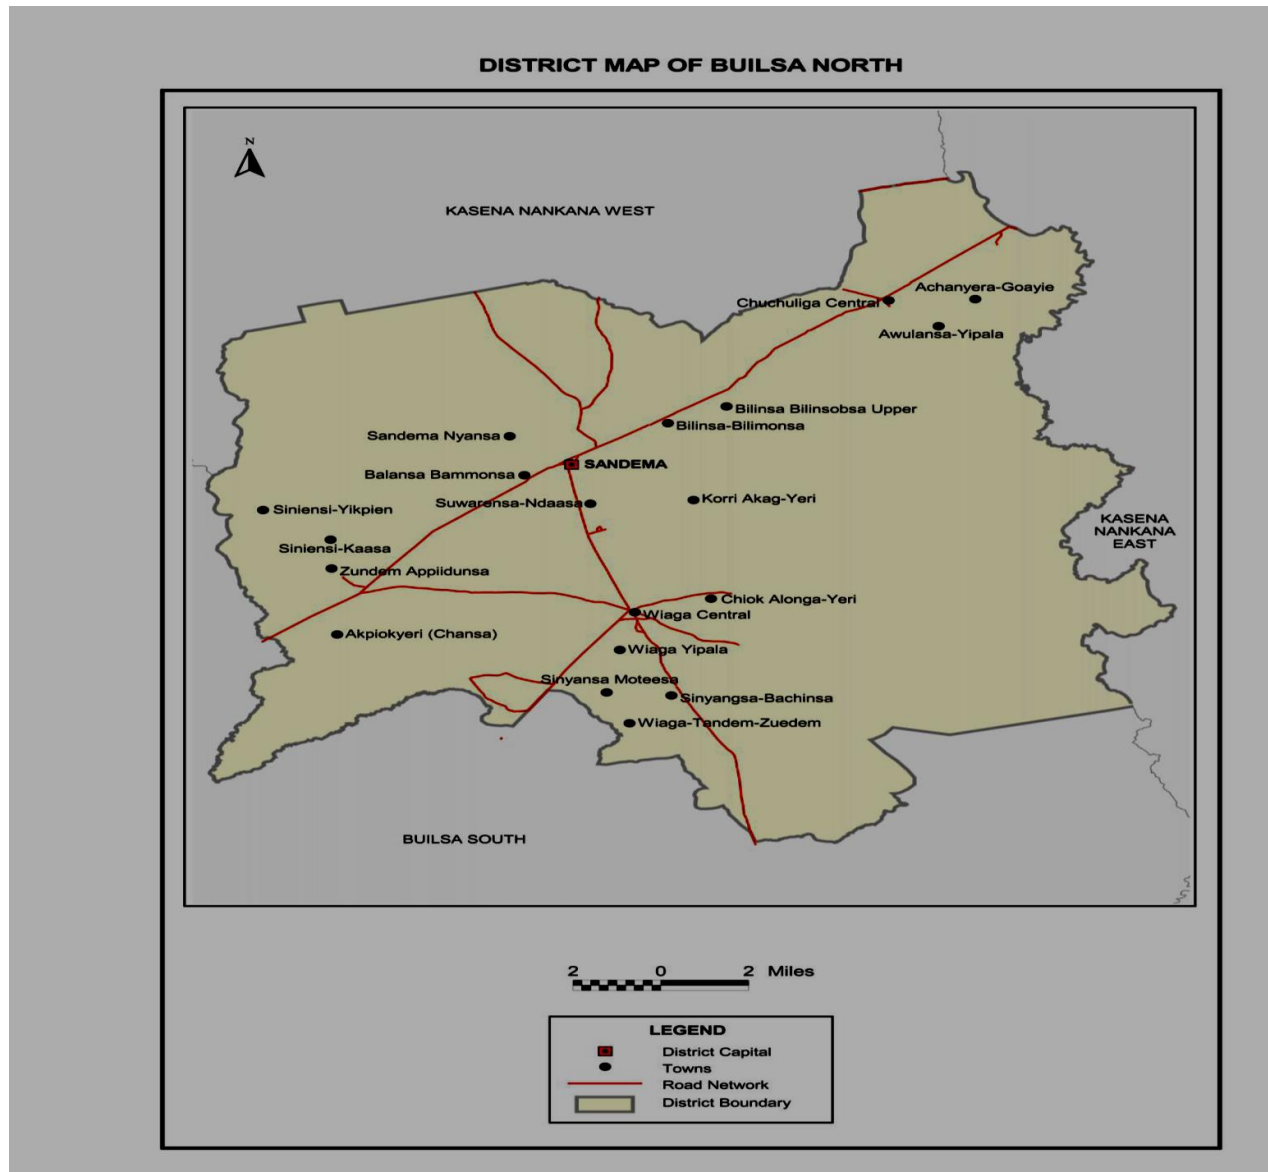 DISTRICT MAP OF BUILSA NORTH
N
KASENA NANKANA WEST
Achanyera-Goayie
Chuchuliga Central
Awulansa-Yipala
Bilinsa Bilinsobsa Upper
Bilinsa-Bilimonsa
Sandema Nyansa
SANDEMA
Balansa Bammonsa
Suwarensa-Ndaasa
Korri Akag-Yeri
Siniensi-Yikpien
KASENA
NANKANA
EAST
Siniensi-Kaasa
Zundem Appiidunsa
Chiok Alonga-Yeri
Wiaga Central
Akpiokyeri (Chansa)
Wiaga Yipala
Sinyansa Moteesa
Sinyangsa-Bachinsa
Wiaga-Tandem-Zuedem
BUILSA SOUTH
2 0 2 Miles
LEGEND
District Capital
Towns
Road Network
District Boundary